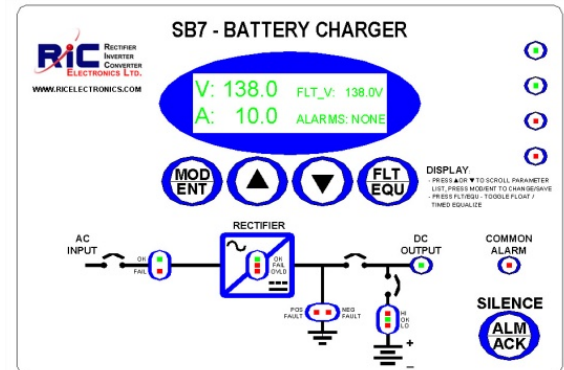 SB7 - BATTERY CHARGER
RiC
RECTIFIER
INVERTER
CONVERTER
ELECTRONICS LTD.
WWW.RICELECTRONICS.COM
V: 138.0 FLT_V: 138.0V
A: 10.0 ALARMS: NONE
MOD
ENT
FLT
EQU
DISPLAY:
- PRESS ▲OR ▼ TO SCROLL PARAMETER
LIST, PRESS MOD/ENT TO CHANGE/SAVE
- PRESS FLT/EQU - TOGGLE FLOAT /
TIMED EQUALIZE
AC
INPUT
OK
FAIL
RECTIFIER
OK
FAIL
OVLD
DC
OUTPUT
COMMON
ALARM
POS
FAULT
NEG
FAULT
HI
OK
LO
+
–
SILENCE
ALM
ACK